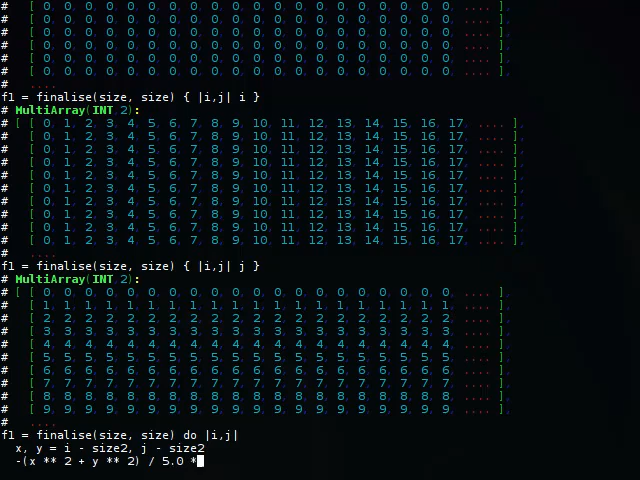 #   [ 0, 0, 0, 0, 0, 0, 0, 0, 0, 0, 0, 0, 0, 0, 0, 0, 0, 0, 0, .... ],
#   [ 0, 0, 0, 0, 0, 0, 0, 0, 0, 0, 0, 0, 0, 0, 0, 0, 0, 0, 0, .... ],
#   [ 0, 0, 0, 0, 0, 0, 0, 0, 0, 0, 0, 0, 0, 0, 0, 0, 0, 0, 0, .... ],
#   [ 0, 0, 0, 0, 0, 0, 0, 0, 0, 0, 0, 0, 0, 0, 0, 0, 0, 0, 0, .... ],
#   [ 0, 0, 0, 0, 0, 0, 0, 0, 0, 0, 0, 0, 0, 0, 0, 0, 0, 0, 0, .... ],
#   [ 0, 0, 0, 0, 0, 0, 0, 0, 0, 0, 0, 0, 0, 0, 0, 0, 0, 0, 0, .... ],
#   ....
f1 = finalise(size, size) { |i,j| i }
# MultiArray(INT,2):
# [ [ 0, 1, 2, 3, 4, 5, 6, 7, 8, 9, 10, 11, 12, 13, 14, 15, 16, 17, .... ],
#   [ 0, 1, 2, 3, 4, 5, 6, 7, 8, 9, 10, 11, 12, 13, 14, 15, 16, 17, .... ],
#   [ 0, 1, 2, 3, 4, 5, 6, 7, 8, 9, 10, 11, 12, 13, 14, 15, 16, 17, .... ],
#   [ 0, 1, 2, 3, 4, 5, 6, 7, 8, 9, 10, 11, 12, 13, 14, 15, 16, 17, .... ],
#   [ 0, 1, 2, 3, 4, 5, 6, 7, 8, 9, 10, 11, 12, 13, 14, 15, 16, 17, .... ],
#   [ 0, 1, 2, 3, 4, 5, 6, 7, 8, 9, 10, 11, 12, 13, 14, 15, 16, 17, .... ],
#   [ 0, 1, 2, 3, 4, 5, 6, 7, 8, 9, 10, 11, 12, 13, 14, 15, 16, 17, .... ],
#   [ 0, 1, 2, 3, 4, 5, 6, 7, 8, 9, 10, 11, 12, 13, 14, 15, 16, 17, .... ],
#   [ 0, 1, 2, 3, 4, 5, 6, 7, 8, 9, 10, 11, 12, 13, 14, 15, 16, 17, .... ],
#   [ 0, 1, 2, 3, 4, 5, 6, 7, 8, 9, 10, 11, 12, 13, 14, 15, 16, 17, .... ],
#   ....
f1 = finalise(size, size) { |i,j| j }
# MultiArray(INT,2):
# [ [ 0, 0, 0, 0, 0, 0, 0, 0, 0, 0, 0, 0, 0, 0, 0, 0, 0, 0, 0, .... ],
#   [ 1, 1, 1, 1, 1, 1, 1, 1, 1, 1, 1, 1, 1, 1, 1, 1, 1, 1, 1, .... ],
#   [ 2, 2, 2, 2, 2, 2, 2, 2, 2, 2, 2, 2, 2, 2, 2, 2, 2, 2, 2, .... ],
#   [ 3, 3, 3, 3, 3, 3, 3, 3, 3, 3, 3, 3, 3, 3, 3, 3, 3, 3, 3, .... ],
#   [ 4, 4, 4, 4, 4, 4, 4, 4, 4, 4, 4, 4, 4, 4, 4, 4, 4, 4, 4, .... ],
#   [ 5, 5, 5, 5, 5, 5, 5, 5, 5, 5, 5, 5, 5, 5, 5, 5, 5, 5, 5, .... ],
#   [ 6, 6, 6, 6, 6, 6, 6, 6, 6, 6, 6, 6, 6, 6, 6, 6, 6, 6, 6, .... ],
#   [ 7, 7, 7, 7, 7, 7, 7, 7, 7, 7, 7, 7, 7, 7, 7, 7, 7, 7, 7, .... ],
#   [ 8, 8, 8, 8, 8, 8, 8, 8, 8, 8, 8, 8, 8, 8, 8, 8, 8, 8, 8, .... ],
#   [ 9, 9, 9, 9, 9, 9, 9, 9, 9, 9, 9, 9, 9, 9, 9, 9, 9, 9, 9, .... ],
#   ....
f1 = finalise(size, size) do |i,j|
  x, y = i - size2, j - size2
  -(x ** 2 + y ** 2) / 5.0 *